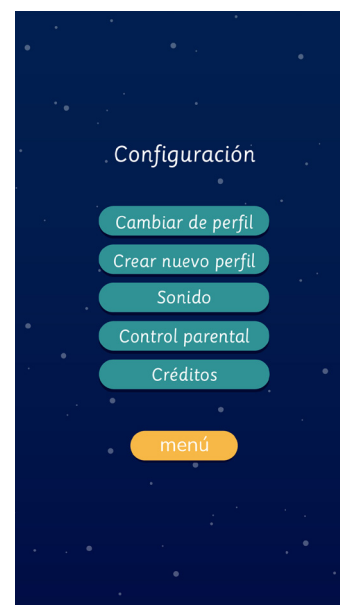 Configuración
Cambiar de perfil
Crear nuevo perfil
Sonido
Control parental
Créditos
menú